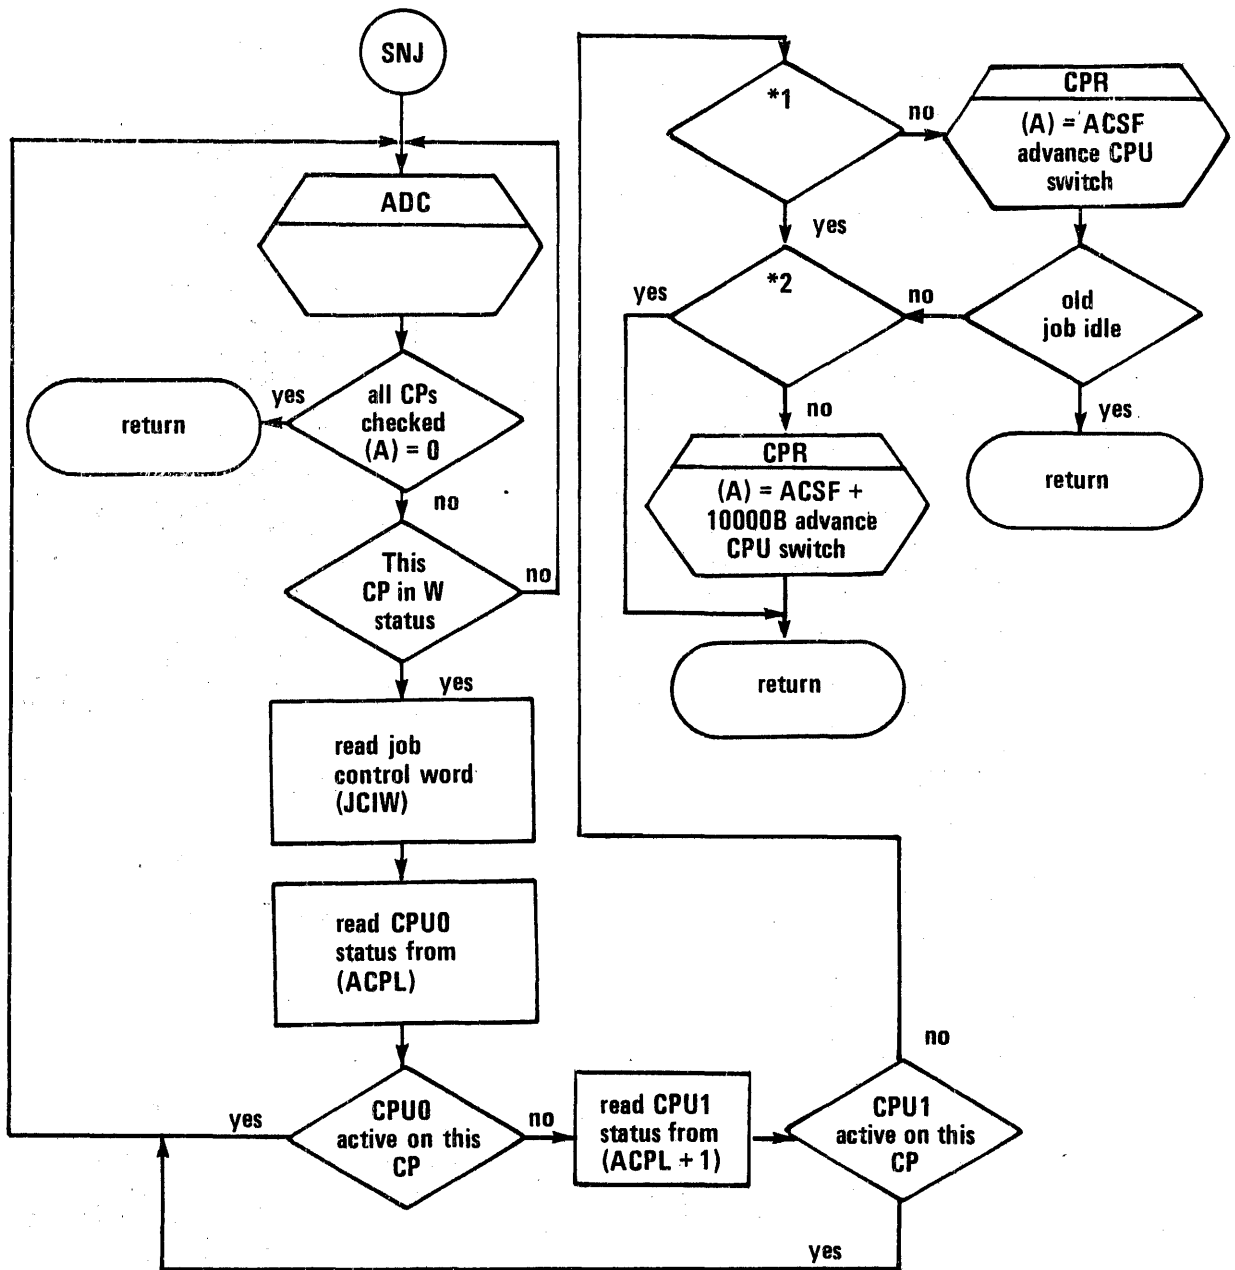 SNJ
ADC
all CPs
checked
(A) = 0
yes
return
no
This
CP in W
status
no
yes
read job
control word
(JCIW)
read CPU0
status from
(ACPL)
CPU0
active on this
CP
yes
no
read CPU1
status from
(ACPL + 1)
CPU1
active on this
CP
no
yes
*1
no
CPR
(A) = ACSF
advance CPU
switch
yes
*2
yes
no
old
job idle
yes
return
no
CPR
(A) = ACSF +
10000B advance
CPU switch
return